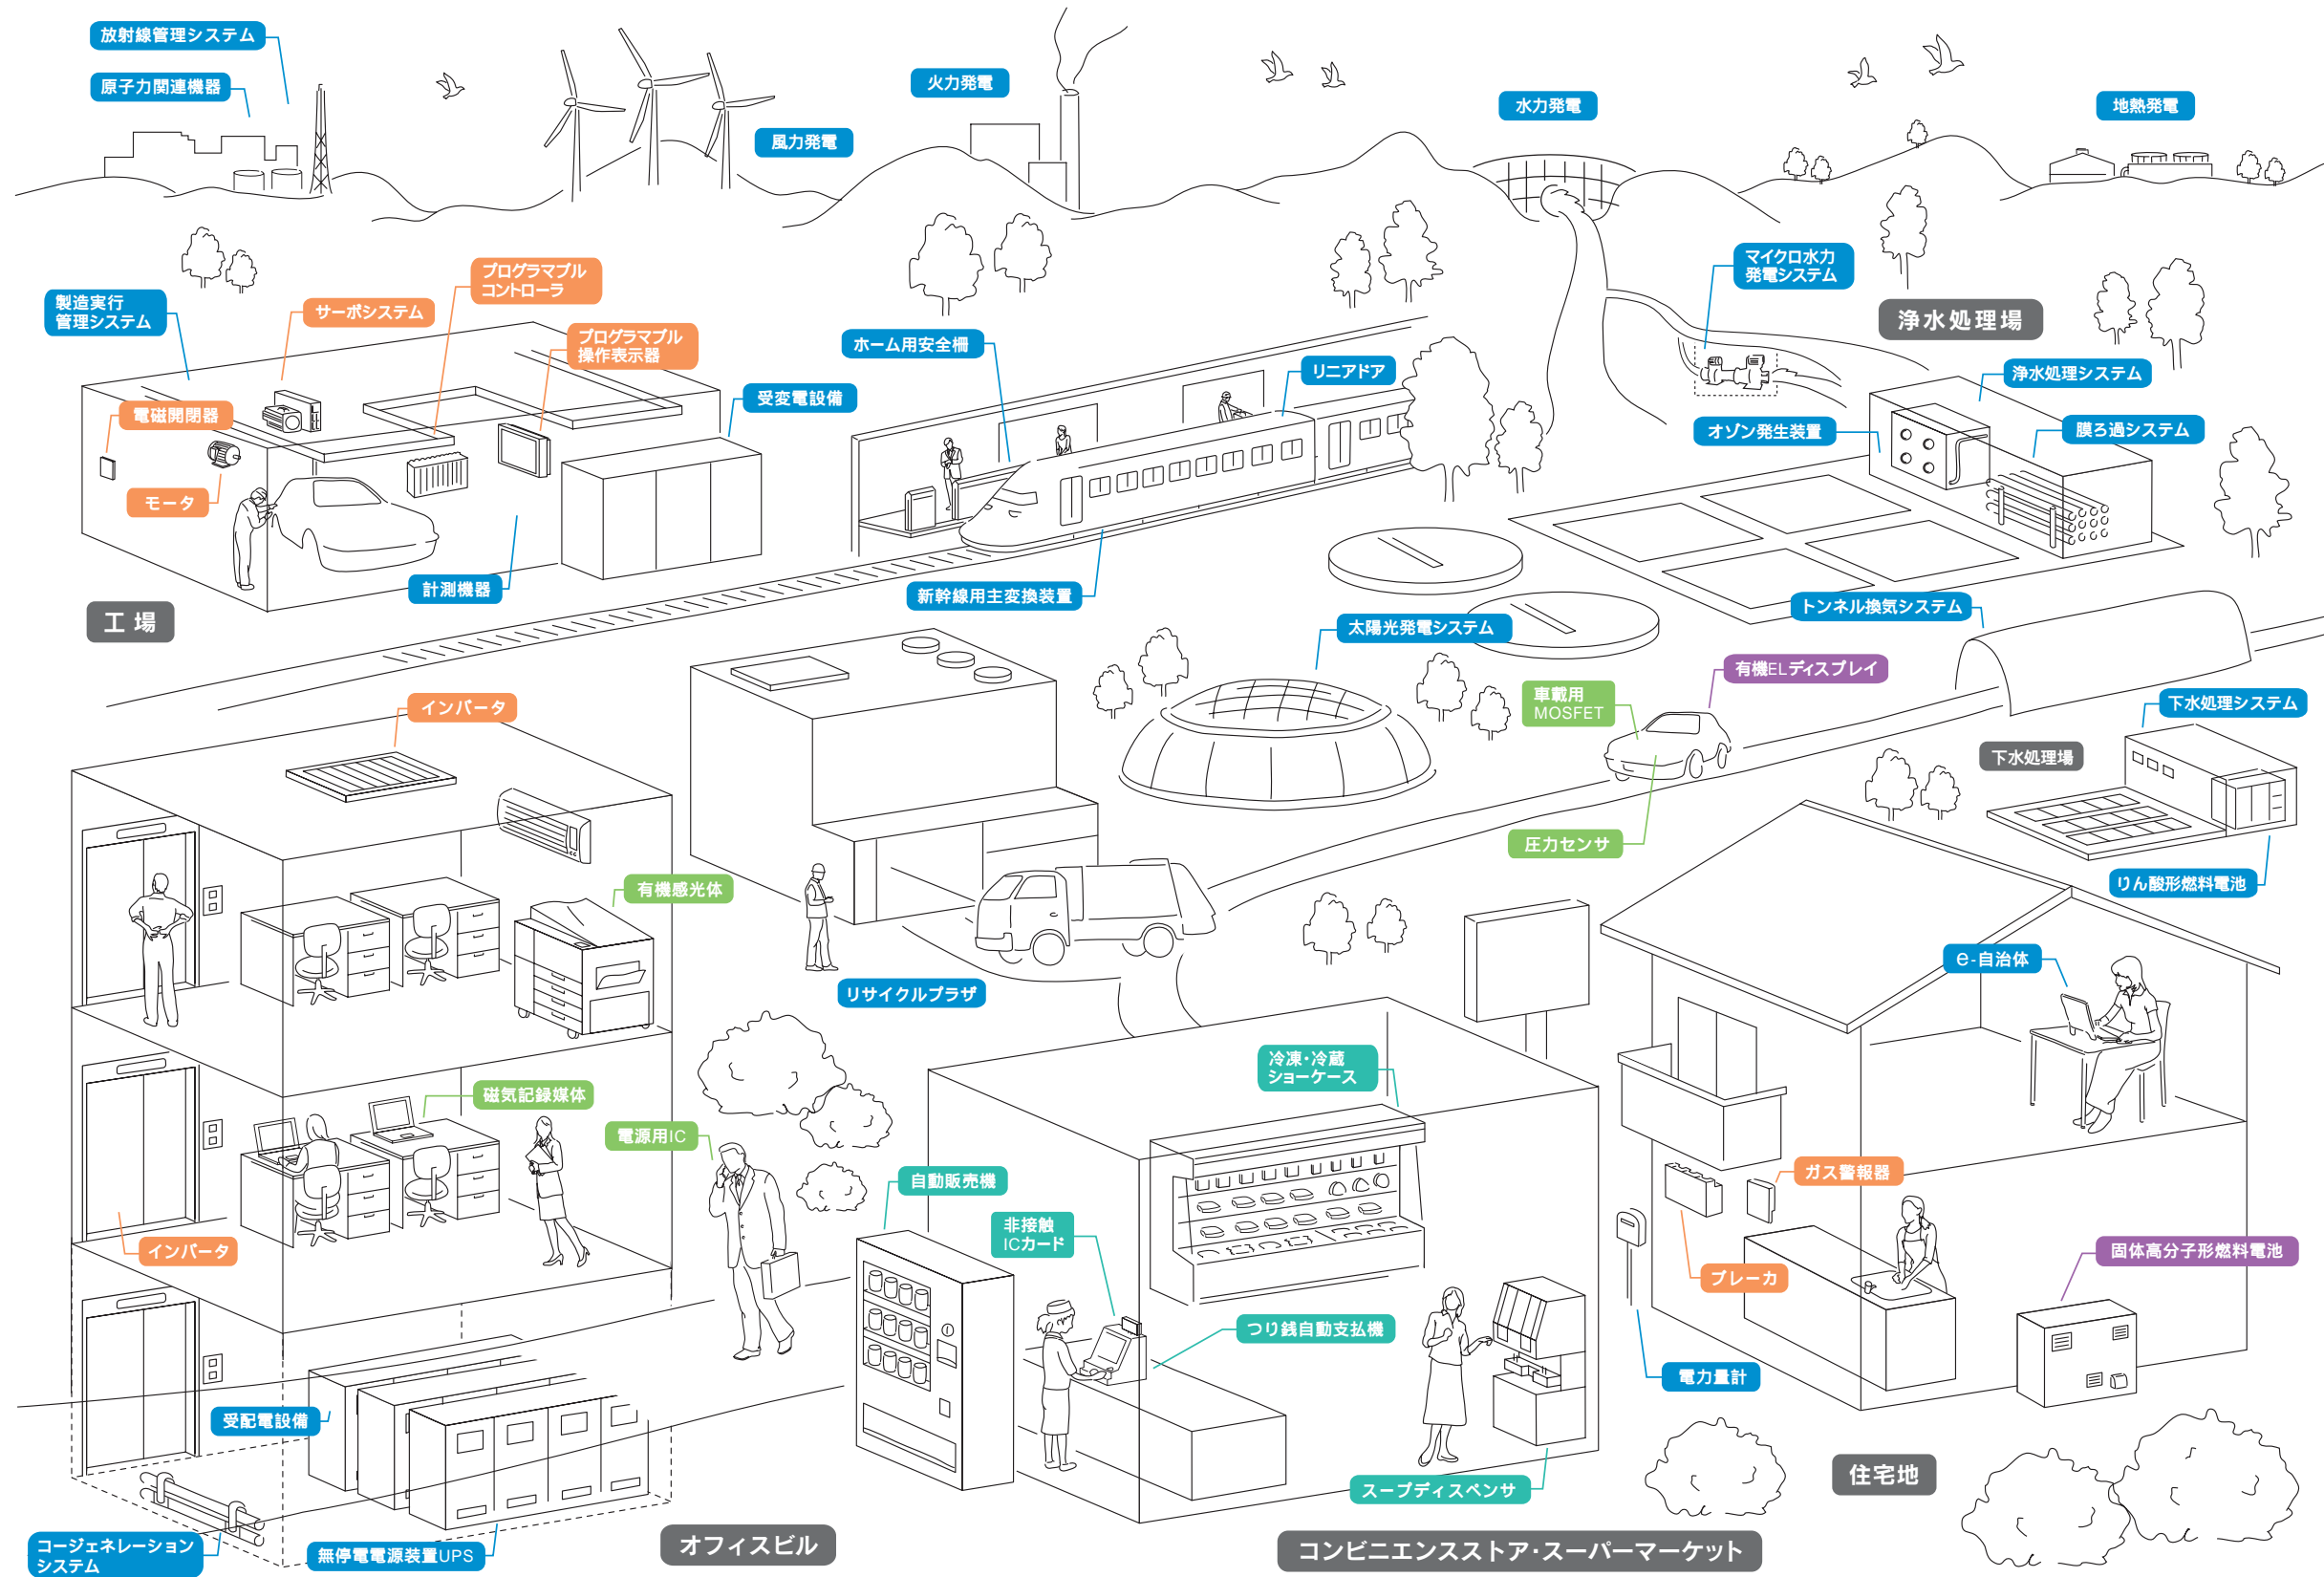 放射線管理システム
原子力関連機器
風力発電
火力発電
水力発電
地熱発電
製造実行
管理システム
サーボシステム
プログラマブル
コントローラ
プログラマブル
操作表示器
電磁開閉器
モータ
受変電設備
計測機器
工場
ホーム用安全柵
リニアドア
新幹線用主変換装置
マイクロ水力
発電システム
浄水処理場
浄水処理システム
オゾン発生装置
膜ろ過システム
トンネル換気システム
太陽光発電システム
有機ELディスプレイ
車載用
MOSFET
圧力センサ
下水処理システム
下水処理場
りん酸形燃料電池
インバータ
有機感光体
リサイクルプラザ
e-自治体
磁気記録媒体
電源用IC
インバータ
自動販売機
非接触
ICカード
冷凍・冷蔵
ショーケース
つり銭自動支払機
スープディスペンサ
ガス警報器
ブレーカ
固体高分子形燃料電池
電力量計
住宅地
受配電設備
コージェネレーション
システム
無停電電源装置UPS
オフィスビル
コンビニエンスストア・スーパーマーケット